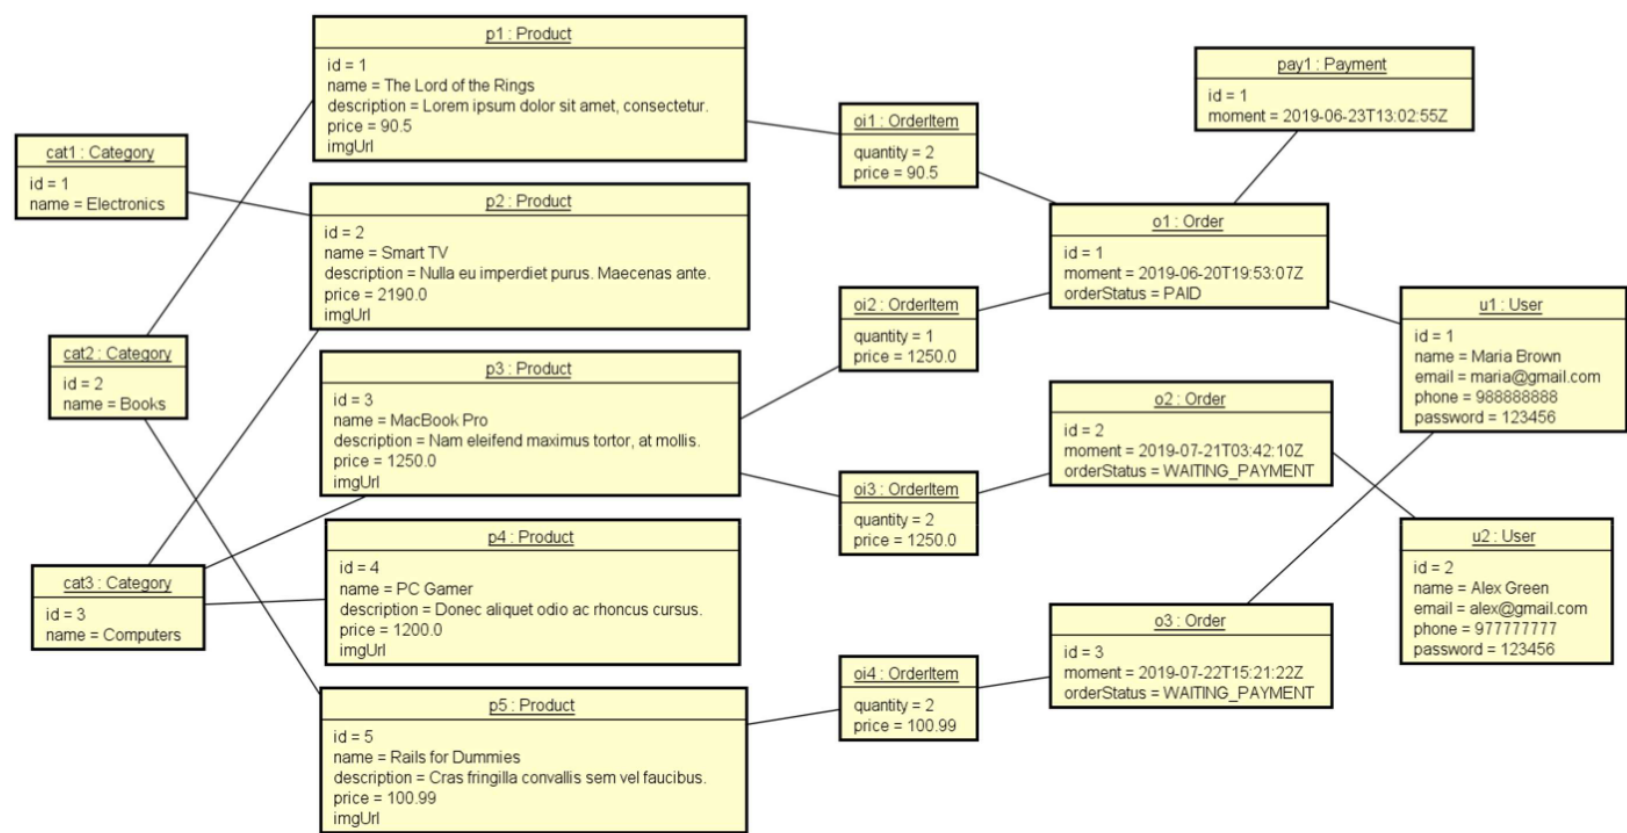 cat1 : Category
id = 1
name = Electronics
cat2 : Category
id = 2
name = Books
cat3 : Category
id = 3
name = Computers
p1 : Product
id = 1
name = The Lord of the Rings
description = Lorem ipsum dolor sit amet, consectetur.
price = 90.5
imgUrl
p2 : Product
id = 2
name = Smart TV
description = Nulla eu imperdiet purus. Maecenas ante.
price = 2190.0
imgUrl
p3 : Product
id = 3
name = MacBook Pro
description = Nam eleifend maximus tortor, at mollis.
price = 1250.0
imgUrl
p4 : Product
id = 4
name = PC Gamer
description = Donec aliquet odio ac rhoncus cursus.
price = 1200.0
imgUrl
p5 : Product
id = 5
name = Rails for Dummies
description = Cras fringilla convallis sem vel faucibus.
price = 100.99
imgUrl
oi1 : OrderItem
quantity = 2
price = 90.5
oi2 : OrderItem
quantity = 1
price = 1250.0
oi3 : OrderItem
quantity = 2
price = 1250.0
oi4 : OrderItem
quantity = 2
price = 100.99
pay1 : Payment
id = 1
moment = 2019-06-23T13:02:55Z
o1 : Order
id = 1
moment = 2019-06-20T19:53:07Z
orderStatus = PAID
o2 : Order
id = 2
moment = 2019-07-21T03:42:10Z
orderStatus = WAITING_PAYMENT
o3 : Order
id = 3
moment = 2019-07-22T15:21:22Z
orderStatus = WAITING_PAYMENT
u1 : User
id = 1
name = Maria Brown
email = maria@gmail.com
phone = 988888888
password = 123456
u2 : User
id = 2
name = Alex Green
email = alex@gmail.com
phone = 977777777
password = 123456